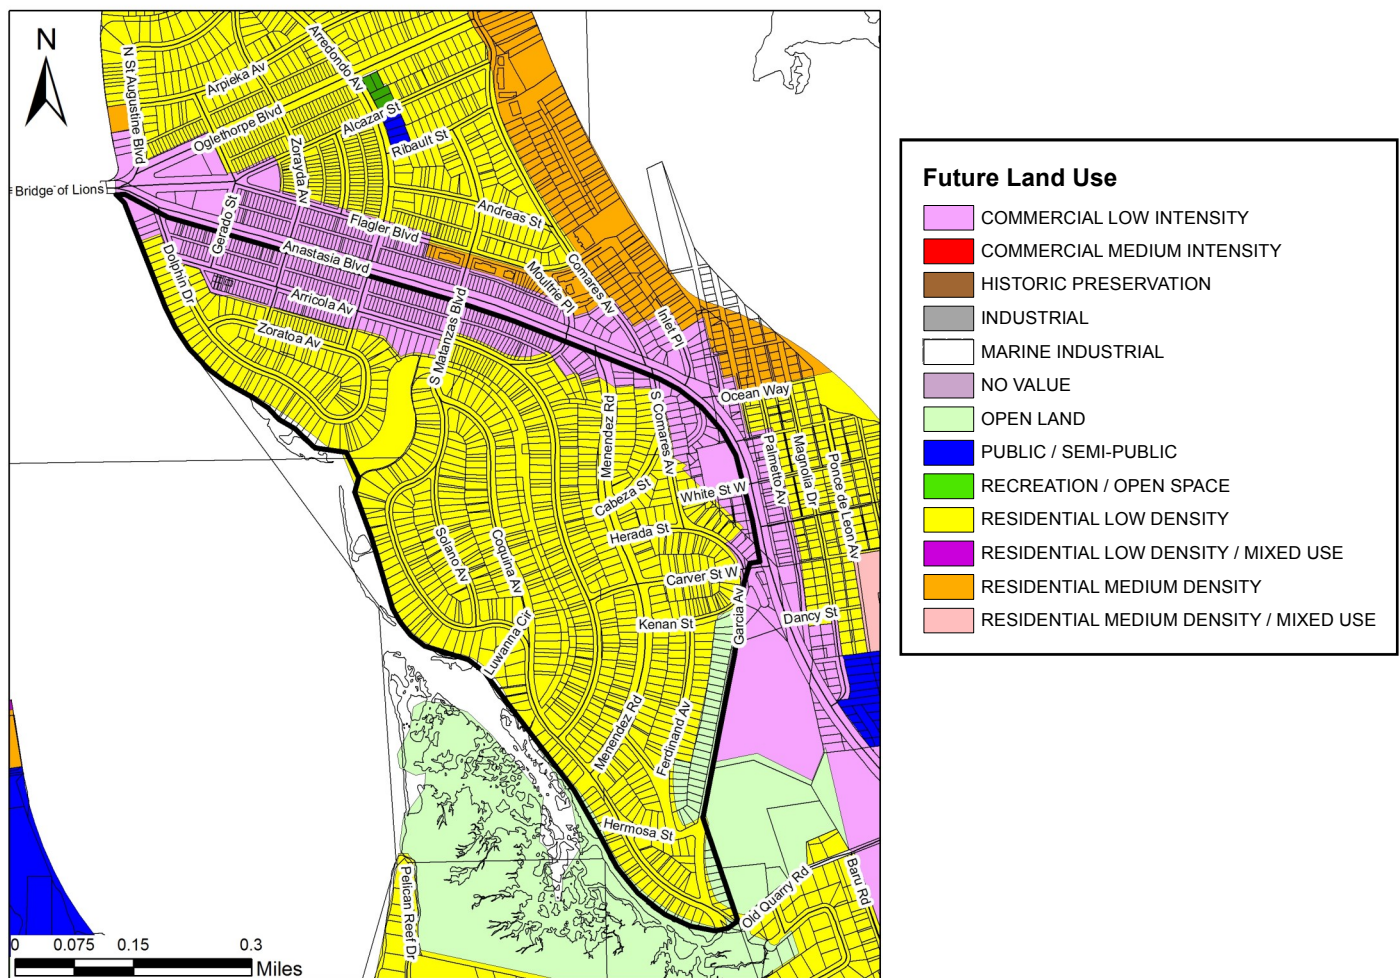 N
N St Augustine Blvd
Arpieka Av
Arredondo Av
Oglethorpe Blvd
Alcazar St
Ribault St
Bridge of Lions
Zorayda Av
Gerado St
Flagler Blvd
Andreas St
Anastasia Blvd
Dolphin Dr
Arricola Av
Zoratoa Av
S Matanzas Blvd
Moultrie Pl
Comares Av
Inlet Pl
Ocean Way
Menendez Rd
S Comares Av
Palmetto Av
Magnolia Dr
Ponce de Leon Av
White St W
Cabeza St
Herada St
Solano Av
Coquina Av
Carver St W
Garcia Av
Kenan St
Dancy St
Luwanna Cir
Menendez Rd
Ferdinand Av
Hermosa St
Pelican Reef Dr
Old Quarry Rd
Baru Rd
0 0.075 0.15 0.3
Miles
Future Land Use
COMMERCIAL LOW INTENSITY
COMMERCIAL MEDIUM INTENSITY
HISTORIC PRESERVATION
INDUSTRIAL
MARINE INDUSTRIAL
NO VALUE
OPEN LAND
PUBLIC / SEMI-PUBLIC
RECREATION / OPEN SPACE
RESIDENTIAL LOW DENSITY
RESIDENTIAL LOW DENSITY / MIXED USE
RESIDENTIAL MEDIUM DENSITY
RESIDENTIAL MEDIUM DENSITY / MIXED USE